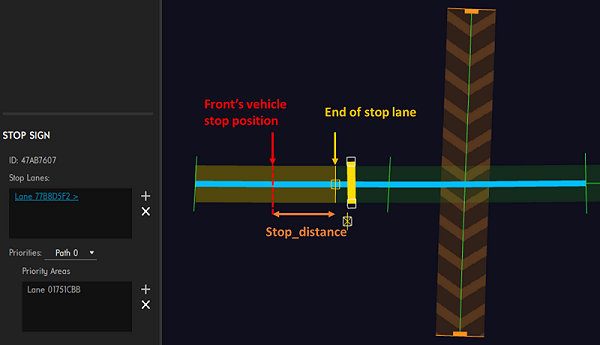 STOP SIGN
ID: 47AB7607
Stop Lanes:
Lane 77B8D5F2 >
Priorities: Path 0
Priority Areas
Lane 01751CBB
Front's vehicle
stop position
End of stop lane
Stop_distance